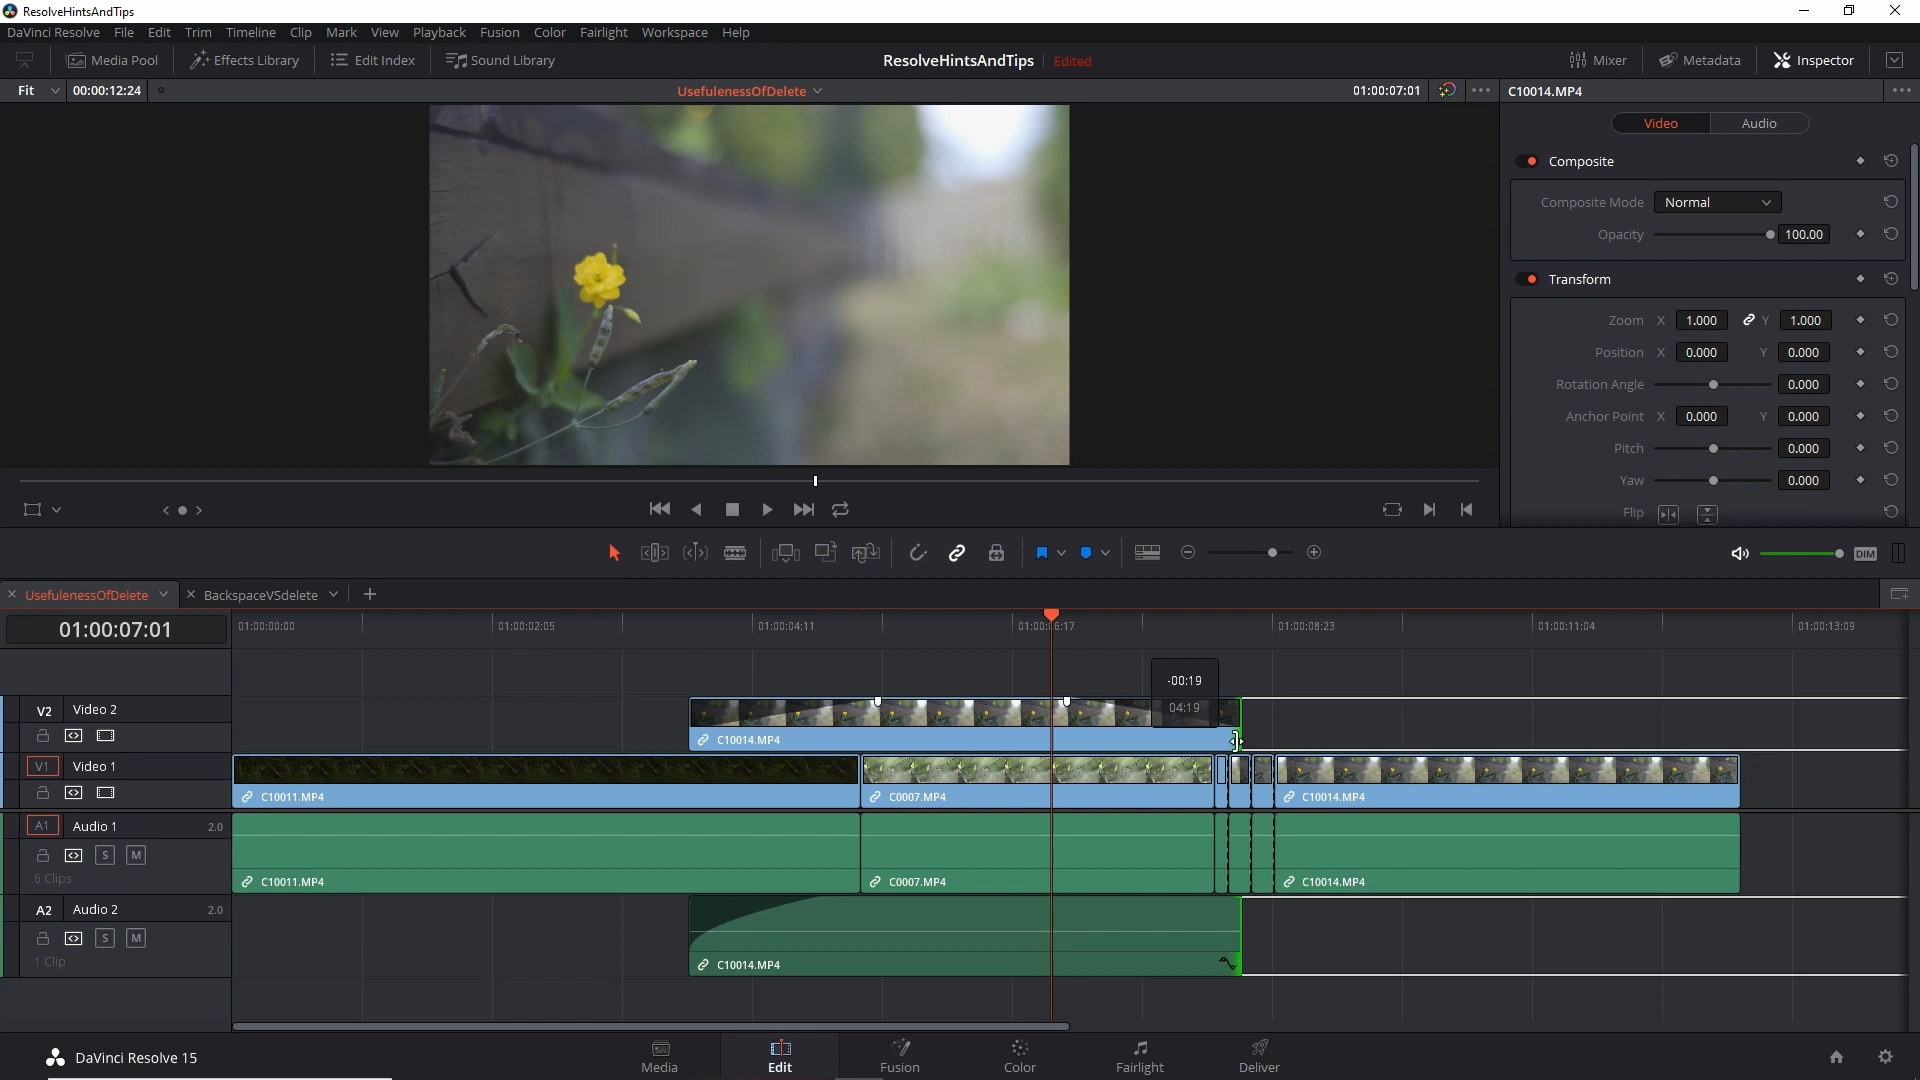 ResolveHintsAndTips
DaVinci Resolve File Edit Trim Timeline Clip Mark View Playback Fusion Color Fairlight Workspace Help
Media Pool Effects Library Edit Index Sound Library ResolveHintsAndTips Edited Mixer Metadata Inspector
Fit 00:00:12:24 UsefulenessOfDelete 01:00:07:01 C10014.MP4
Video Audio
Composite
Composite Mode Normal
Opacity 100.00
Transform
Zoom X 1.000 Y 1.000
Position X 0.000 Y 0.000
Rotation Angle 0.000
Anchor Point X 0.000 Y 0.000
Pitch 0.000
Yaw 0.000
Flip
DIM
UsefulenessOfDelete BackspaceVSdelete
01:00:07:01 01:00:00:00 01:00:02:05 01:00:04:11 01:00:08:23 01:00:11:04 01:00:13:09
-00:19
04:19
V2 Video 2
C10014.MP4
V1 Video 1
C10011.MP4 C0007.MP4 C10014.MP4
A1 Audio 1 2.0
S M
6 Clips
C10011.MP4 C0007.MP4 C10014.MP4
A2 Audio 2 2.0
S M
1 Clip
C10014.MP4
DaVinci Resolve 15
Media Edit Fusion Color Fairlight Deliver